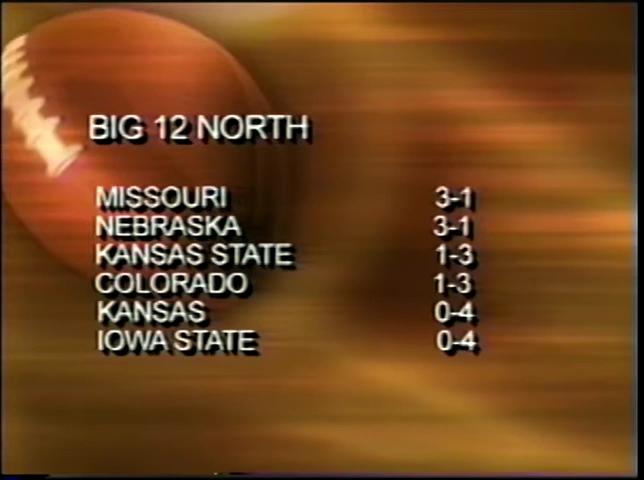 BIG 12 NORTH
MISSOURI 3-1
NEBRASKA 3-1
KANSAS STATE 1-3
COLORADO 1-3
KANSAS 0-4
IOWA STATE 0-4